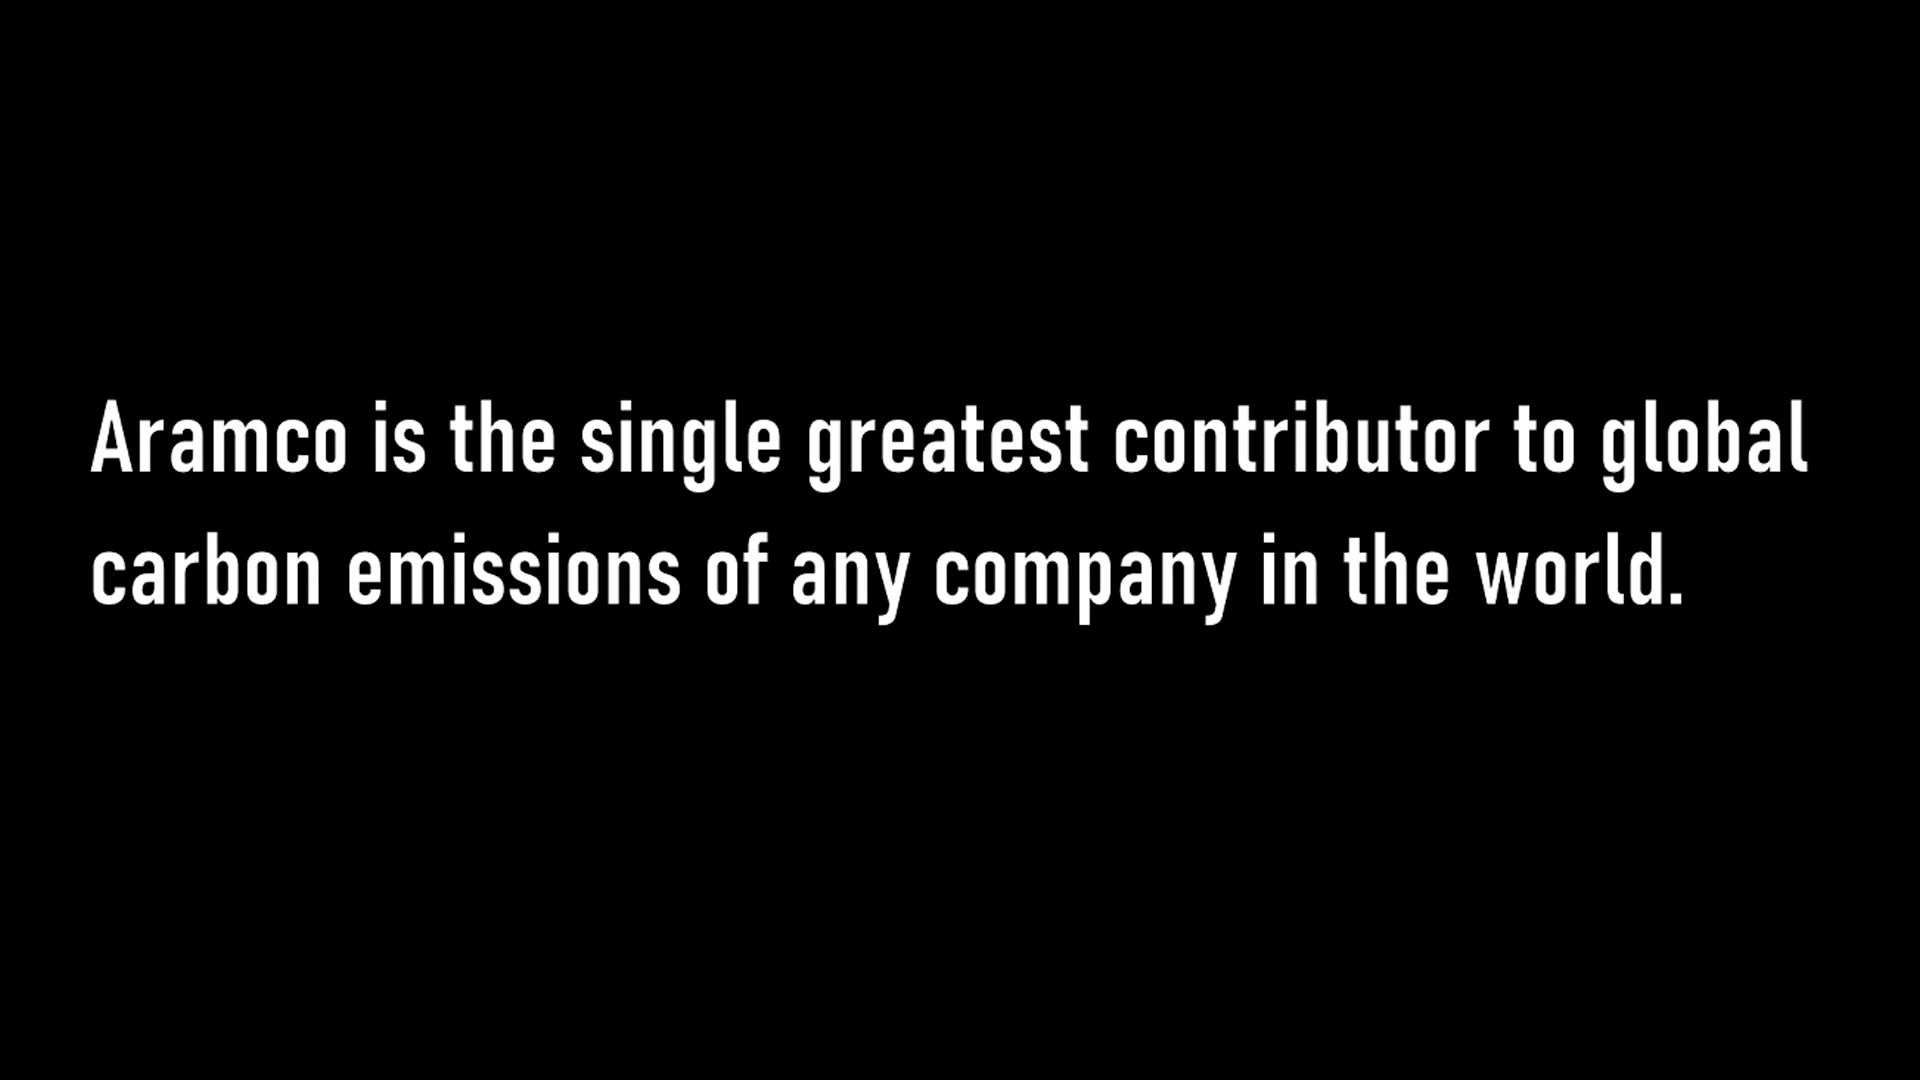 Aramco is the single greatest contributor to global
carbon emissions of any company in the world.